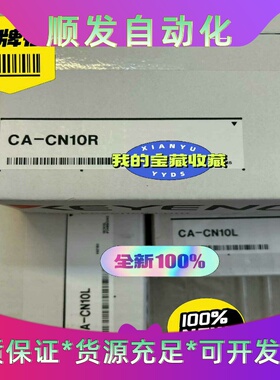 顺发自动化
CA-CN10R
XIANYU
我的宝藏收藏
YYDS
CA-CN10L
全新100%
CA-CN10L
100%
质保证*货源充足*可开发